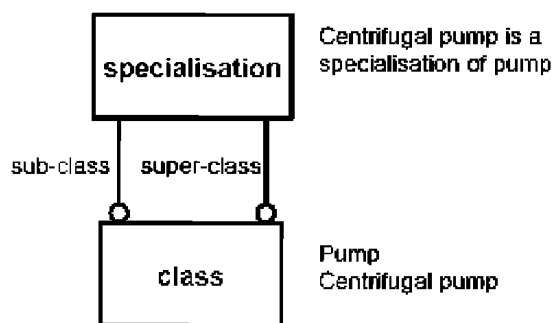 specialisation
Centrifugal pump is a
specialisation of pump
sub-class
super-class
class
Pump
Centrifugal pump